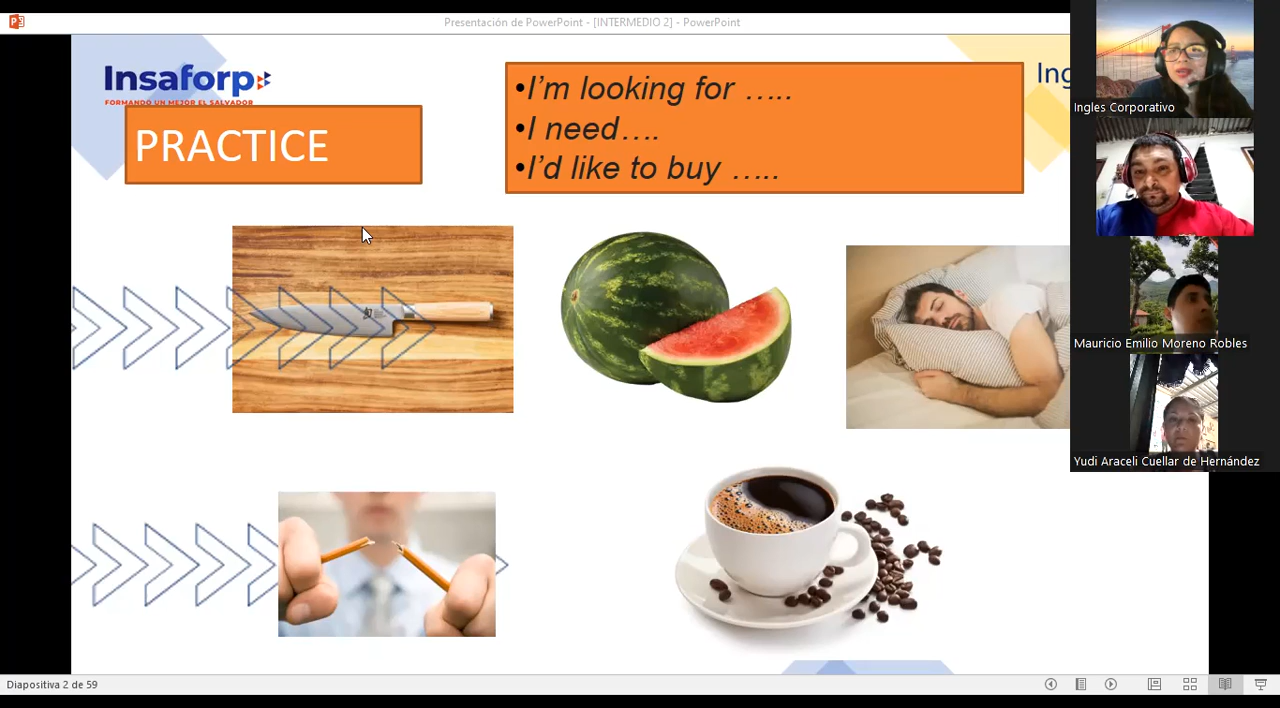 Presentación de PowerPoint - [INTERMEDIO 2] - PowerPoint
Insaforp
FORMANDO UN MEJOR EL SALVADOR
Ing
PRACTICE
•I’m looking for …..
•I need….
•I’d like to buy …..
Ingles Corporativo
Mauricio Emilio Moreno Robles
Yudi Araceli Cuellar de Hernández
Diapositiva 2 de 59